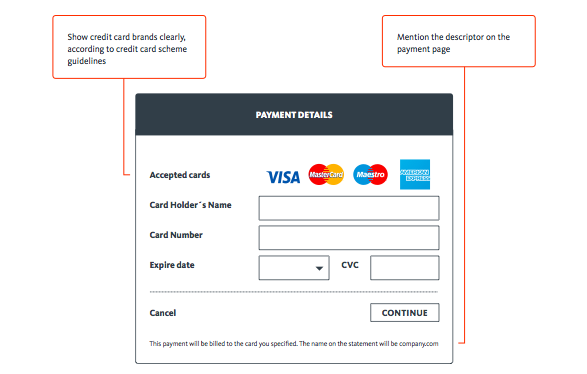 Show credit card brands clearly,
according to credit card scheme
guidelines
Mention the descriptor on the
payment page
PAYMENT DETAILS
Accepted cards
VISA MasterCard Maestro AMERICAN EXPRESS
Card Holder´s Name
Card Number
Expire date CVC
Cancel CONTINUE
This payment will be billed to the card you specified. The name on the statement will be company.com